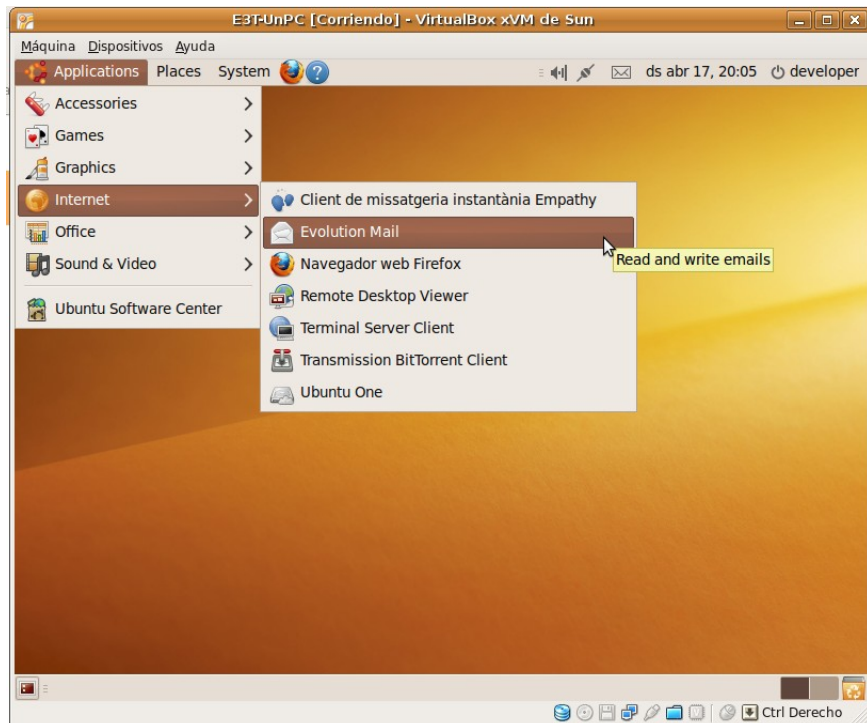 E3T-UnPC [Corriendo] - VirtualBox xVM de Sun
Máquina Dispositivos Ayuda
Applications Places System ds abr 17, 20:05 developer
Accessories
Games
Graphics
Internet
Office
Sound & Video
Ubuntu Software Center
Client de missatgeria instantània Empathy
Evolution Mail
Navegador web Firefox
Remote Desktop Viewer
Terminal Server Client
Transmission BitTorrent Client
Ubuntu One
Read and write emails
Ctrl Derecho